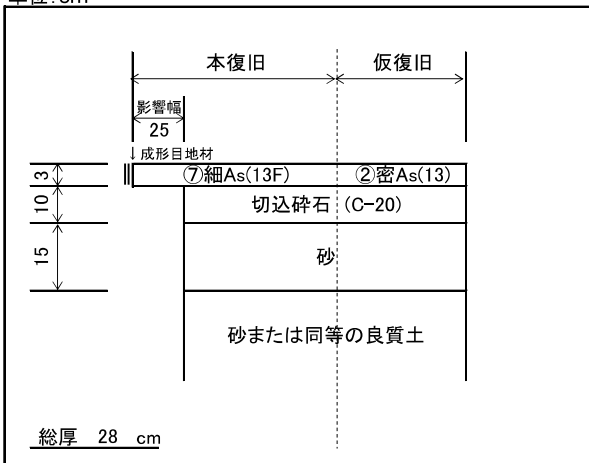 単位：cm
本復旧 仮復旧
影響幅
25
↓成形目地材
3 ⑦細As(13F) ②密As(13)
10 切込砕石 (C-20)
15 砂
砂または同等の良質土
総厚 28 cm